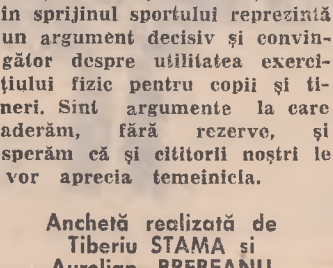 în sprijinul sportului reprezintă
un argument decisiv și convin-
gător despre utilitatea exerci-
țiului fizic pentru copii și ti-
neri. Sînt argumente la care
aderăm, fără rezerve, și
sperăm că și cititorii noștri le
vor aprecia temeinicia.
Anchetă realizată de
Tiberiu STAMA și
Aurelian BREBEANU